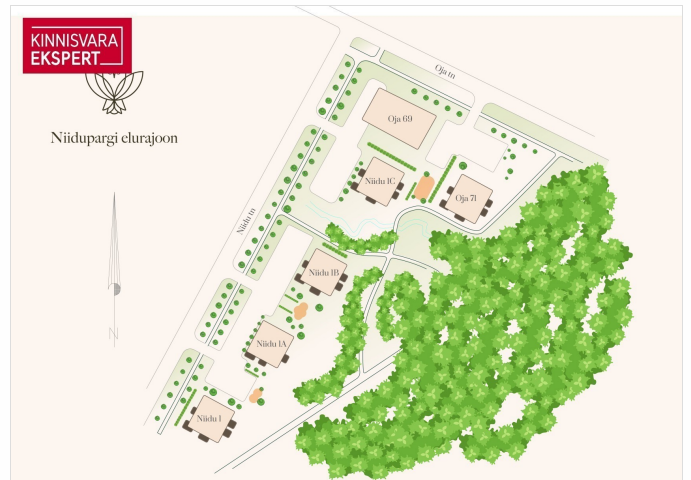 KINNISVARA
EKSPERT
Niidupargi elurajoon
Oja tn
Oja 69
Niidu 1C
Oja 71
Niidu tn
Niidu 1B
Niidu 1A
Niidu 1
N